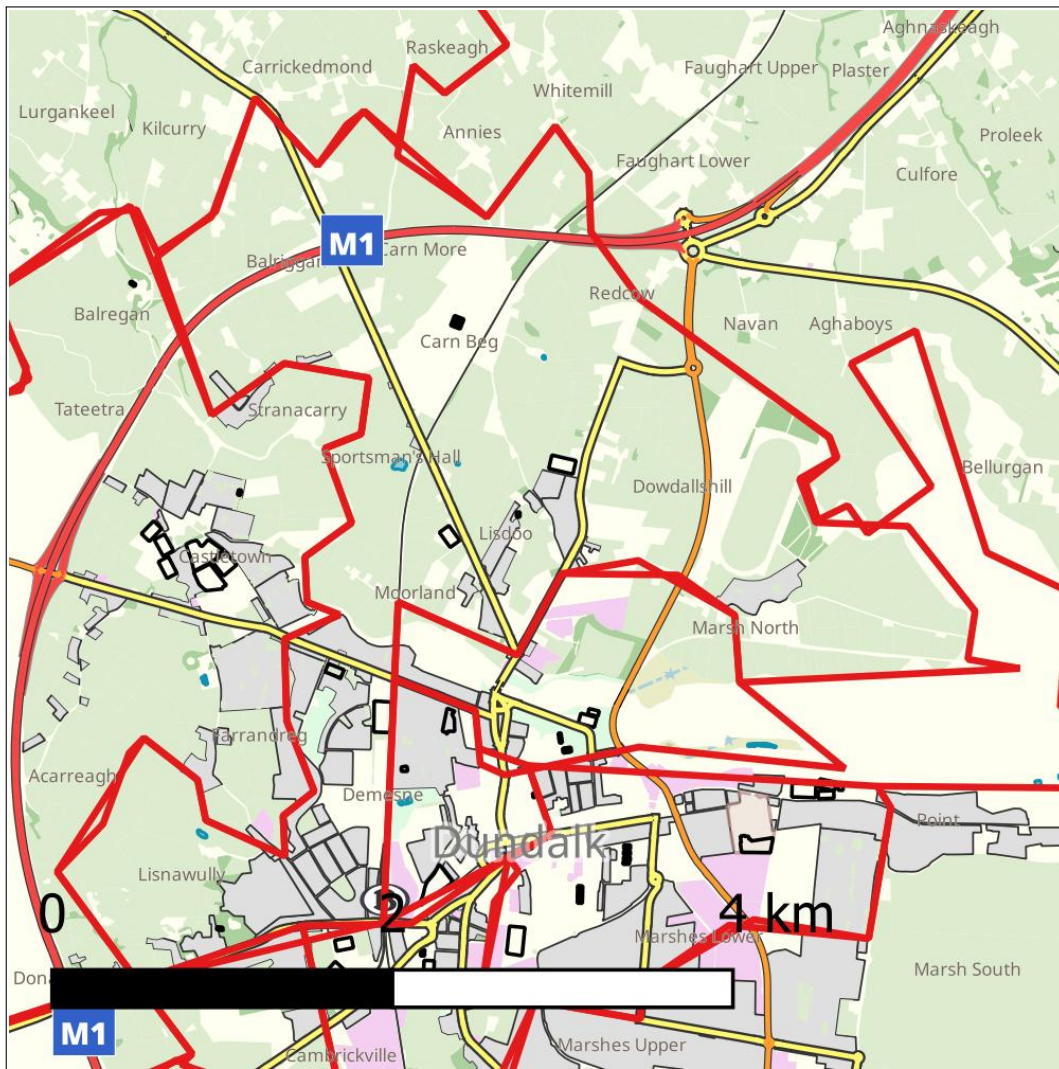 Aghnaskeagh
Raskeagh
Carrickedmond
Faughart Upper
Plaster
Whitemill
Lurgankeel
Kilcurry
Annies
Proleek
Faughart Lower
Culfore
M1
Carn More
Balriggan
Redcow
Balregan
Navan
Aghaboys
Carn Beg
Tateetra
Stranacarry
Sportsman's Hall
Bellurgan
Dowdallshill
Lisdoo
Castletown
Moorland
Marsh North
Farrandreg
Acarreagh
Demesne
Point
Dundalk
Lisnawully
0
2
4 km
Marshes Lower
Marsh South
M1
Marshes Upper
Cambrickville